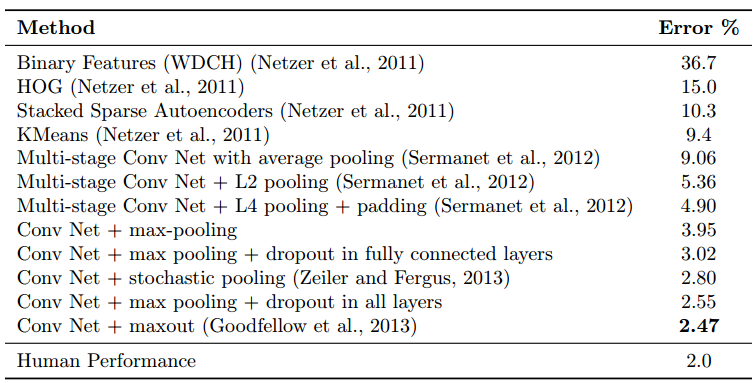 Method Error %
Binary Features (WDCH) (Netzer et al., 2011) 36.7
HOG (Netzer et al., 2011) 15.0
Stacked Sparse Autoencoders (Netzer et al., 2011) 10.3
KMeans (Netzer et al., 2011) 9.4
Multi-stage Conv Net with average pooling (Sermanet et al., 2012) 9.06
Multi-stage Conv Net + L2 pooling (Sermanet et al., 2012) 5.36
Multi-stage Conv Net + L4 pooling + padding (Sermanet et al., 2012) 4.90
Conv Net + max-pooling 3.95
Conv Net + max pooling + dropout in fully connected layers 3.02
Conv Net + stochastic pooling (Zeiler and Fergus, 2013) 2.80
Conv Net + max pooling + dropout in all layers 2.55
Conv Net + maxout (Goodfellow et al., 2013) 2.47
Human Performance 2.0